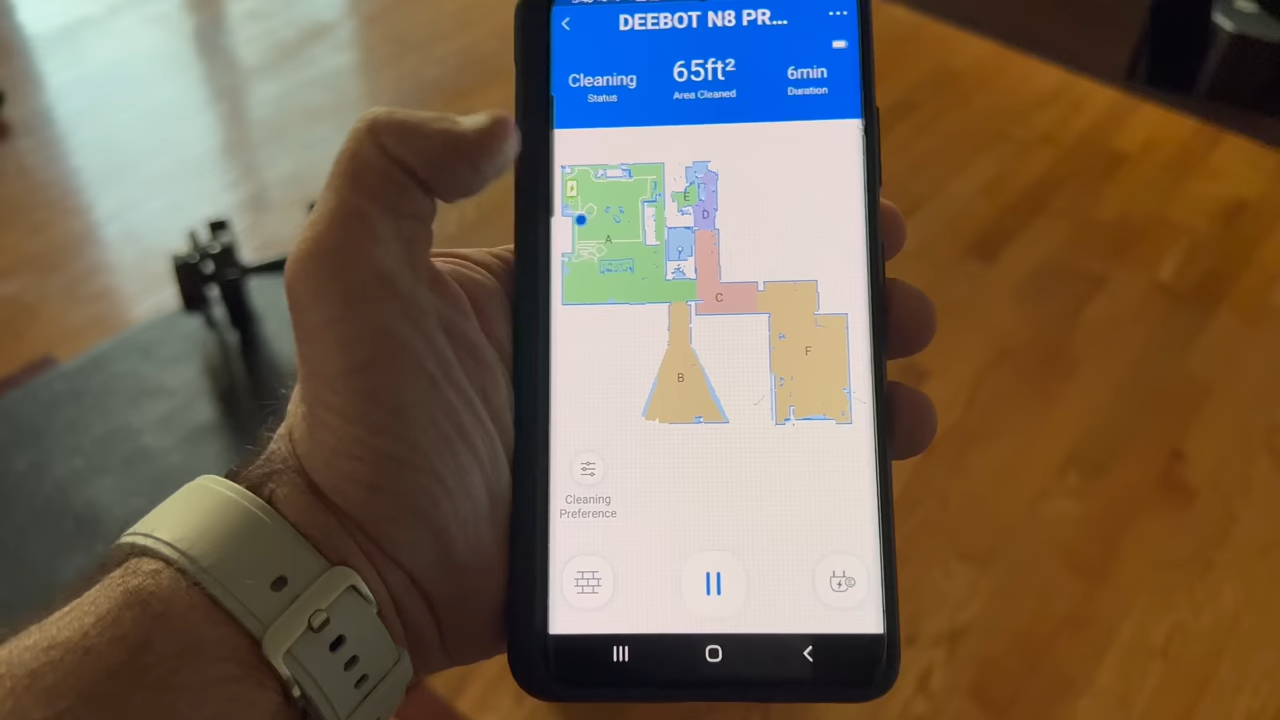 DEEBOT N8 PR...
Cleaning
Status
65ft²
Area Cleaned
6min
Duration
A
E
D
C
B
F
Cleaning
Preference